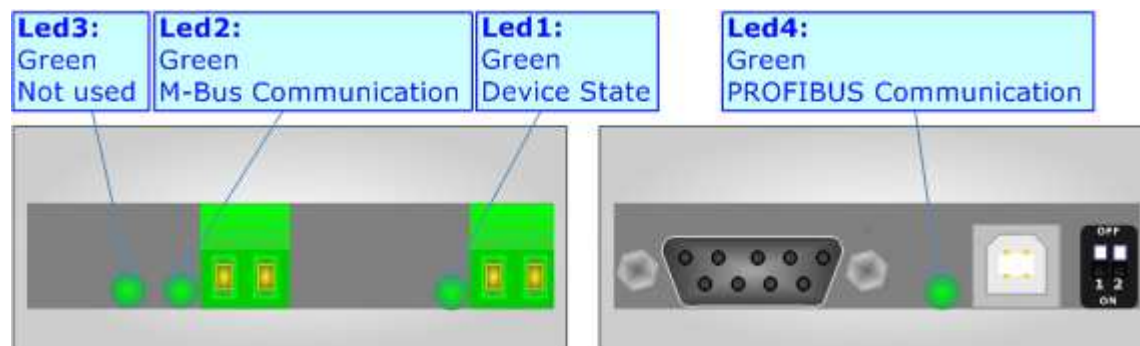 Led3:
Green
Not used
Led2:
Green
M-Bus Communication
Led1:
Green
Device State
Led4:
Green
PROFIBUS Communication
OFF
1 2
ON